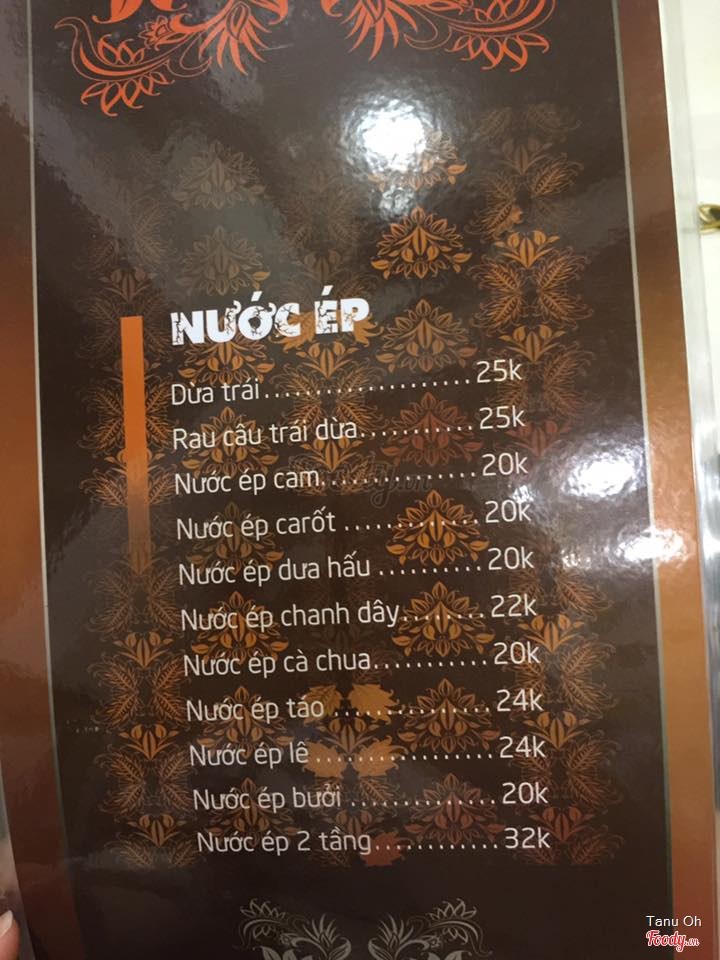 NƯỚC ÉP
Dừa trái.................... 25k
Rau câu trái dừa........... 25k
Nước ép cam............... 20k
Nước ép carốt ............. 20k
Nước ép dưa hấu .......... 20k
Nước ép chanh dây........ 22k
Nước ép cà chua........... 20k
Nước ép táo ............... 24k
Nước ép lê ................. 24k
Nước ép bưởi .............. 20k
Nước ép 2 tầng............ 32k
Tanu Oh
Foody.vn